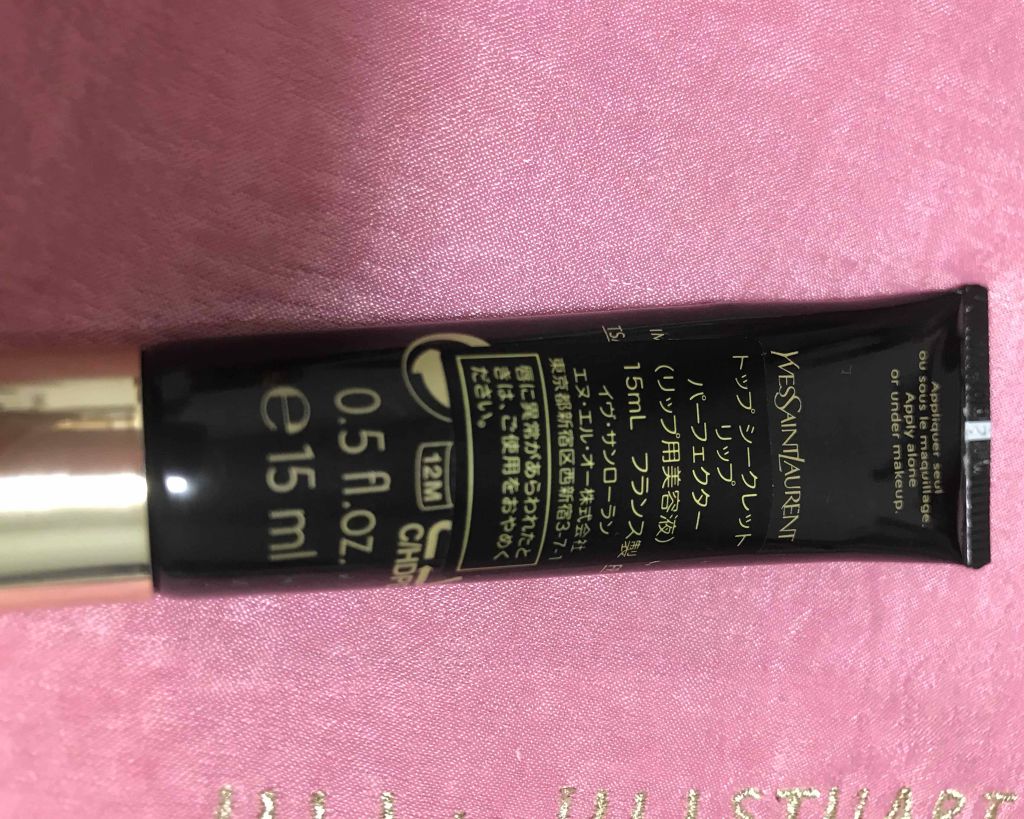 Appliquer seul
ou sous le maquillage.
Apply alone
or under makeup.
YVESSAINTLAURENT
トップ シークレット
リップ
パーフェクター
(リップ用美容液)
15mL フランス製
イヴ・サンローラン
エヌ・エル・オー株式会社
東京都新宿区西新宿3-7-1
唇に異常があらわれたと
きは、ご使用をおやめく
ださい。
12M
0.5 fl.oz.
e15 ml
JILLSTUART